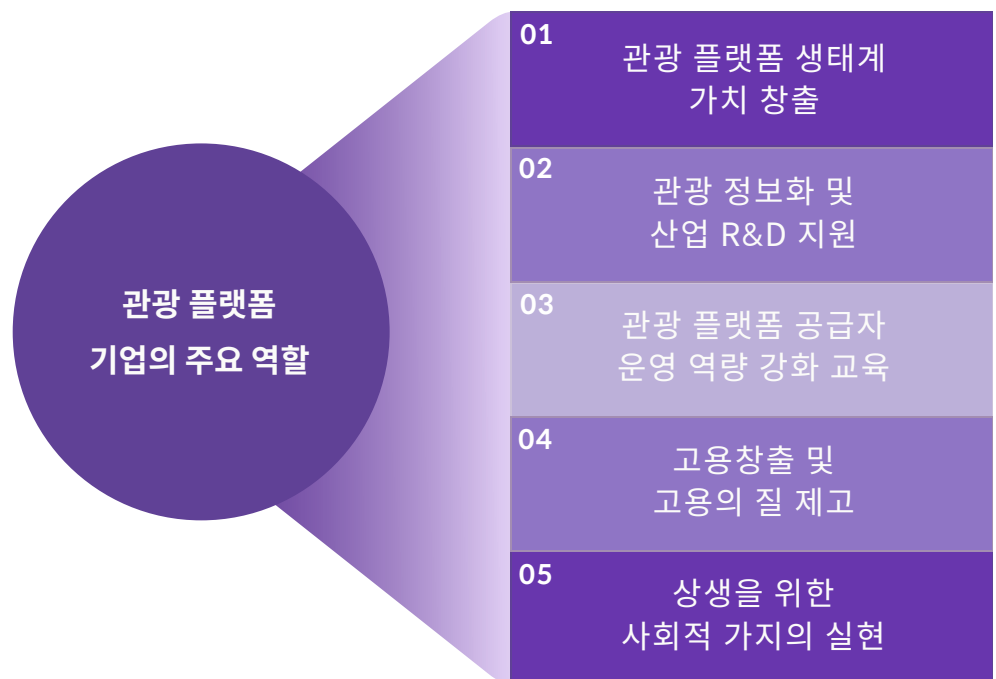 관광 플랫폼
기업의 주요 역할
01
관광 플랫폼 생태계
가치 창출
02
관광 정보화 및
산업 R&D 지원
03
관광 플랫폼 공급자
운영 역량 강화 교육
04
고용창출 및
고용의 질 제고
05
상생을 위한
사회적 가지의 실현